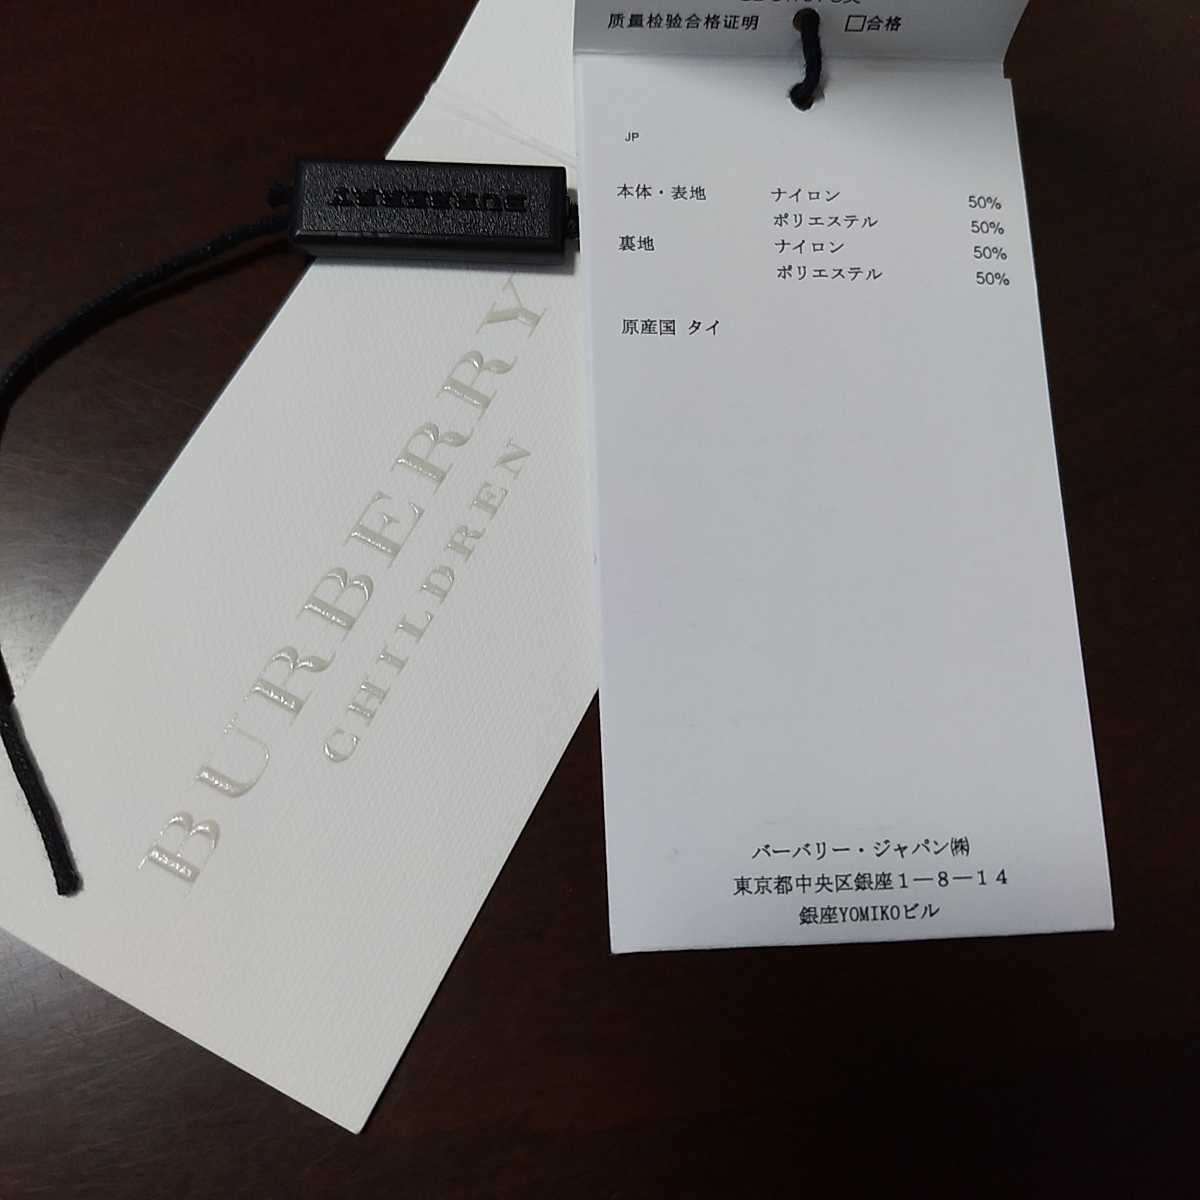 质量检验合格证明 □合格
JP
本体・表地 ナイロン 50%
ポリエステル 50%
裏地 ナイロン 50%
ポリエステル 50%
原産国 タイ
バーバリー・ジャパン㈱
東京都中央区銀座1－8－14
銀座YOMIKOビル
BURBERRY
BURBERRY
CHILDREN